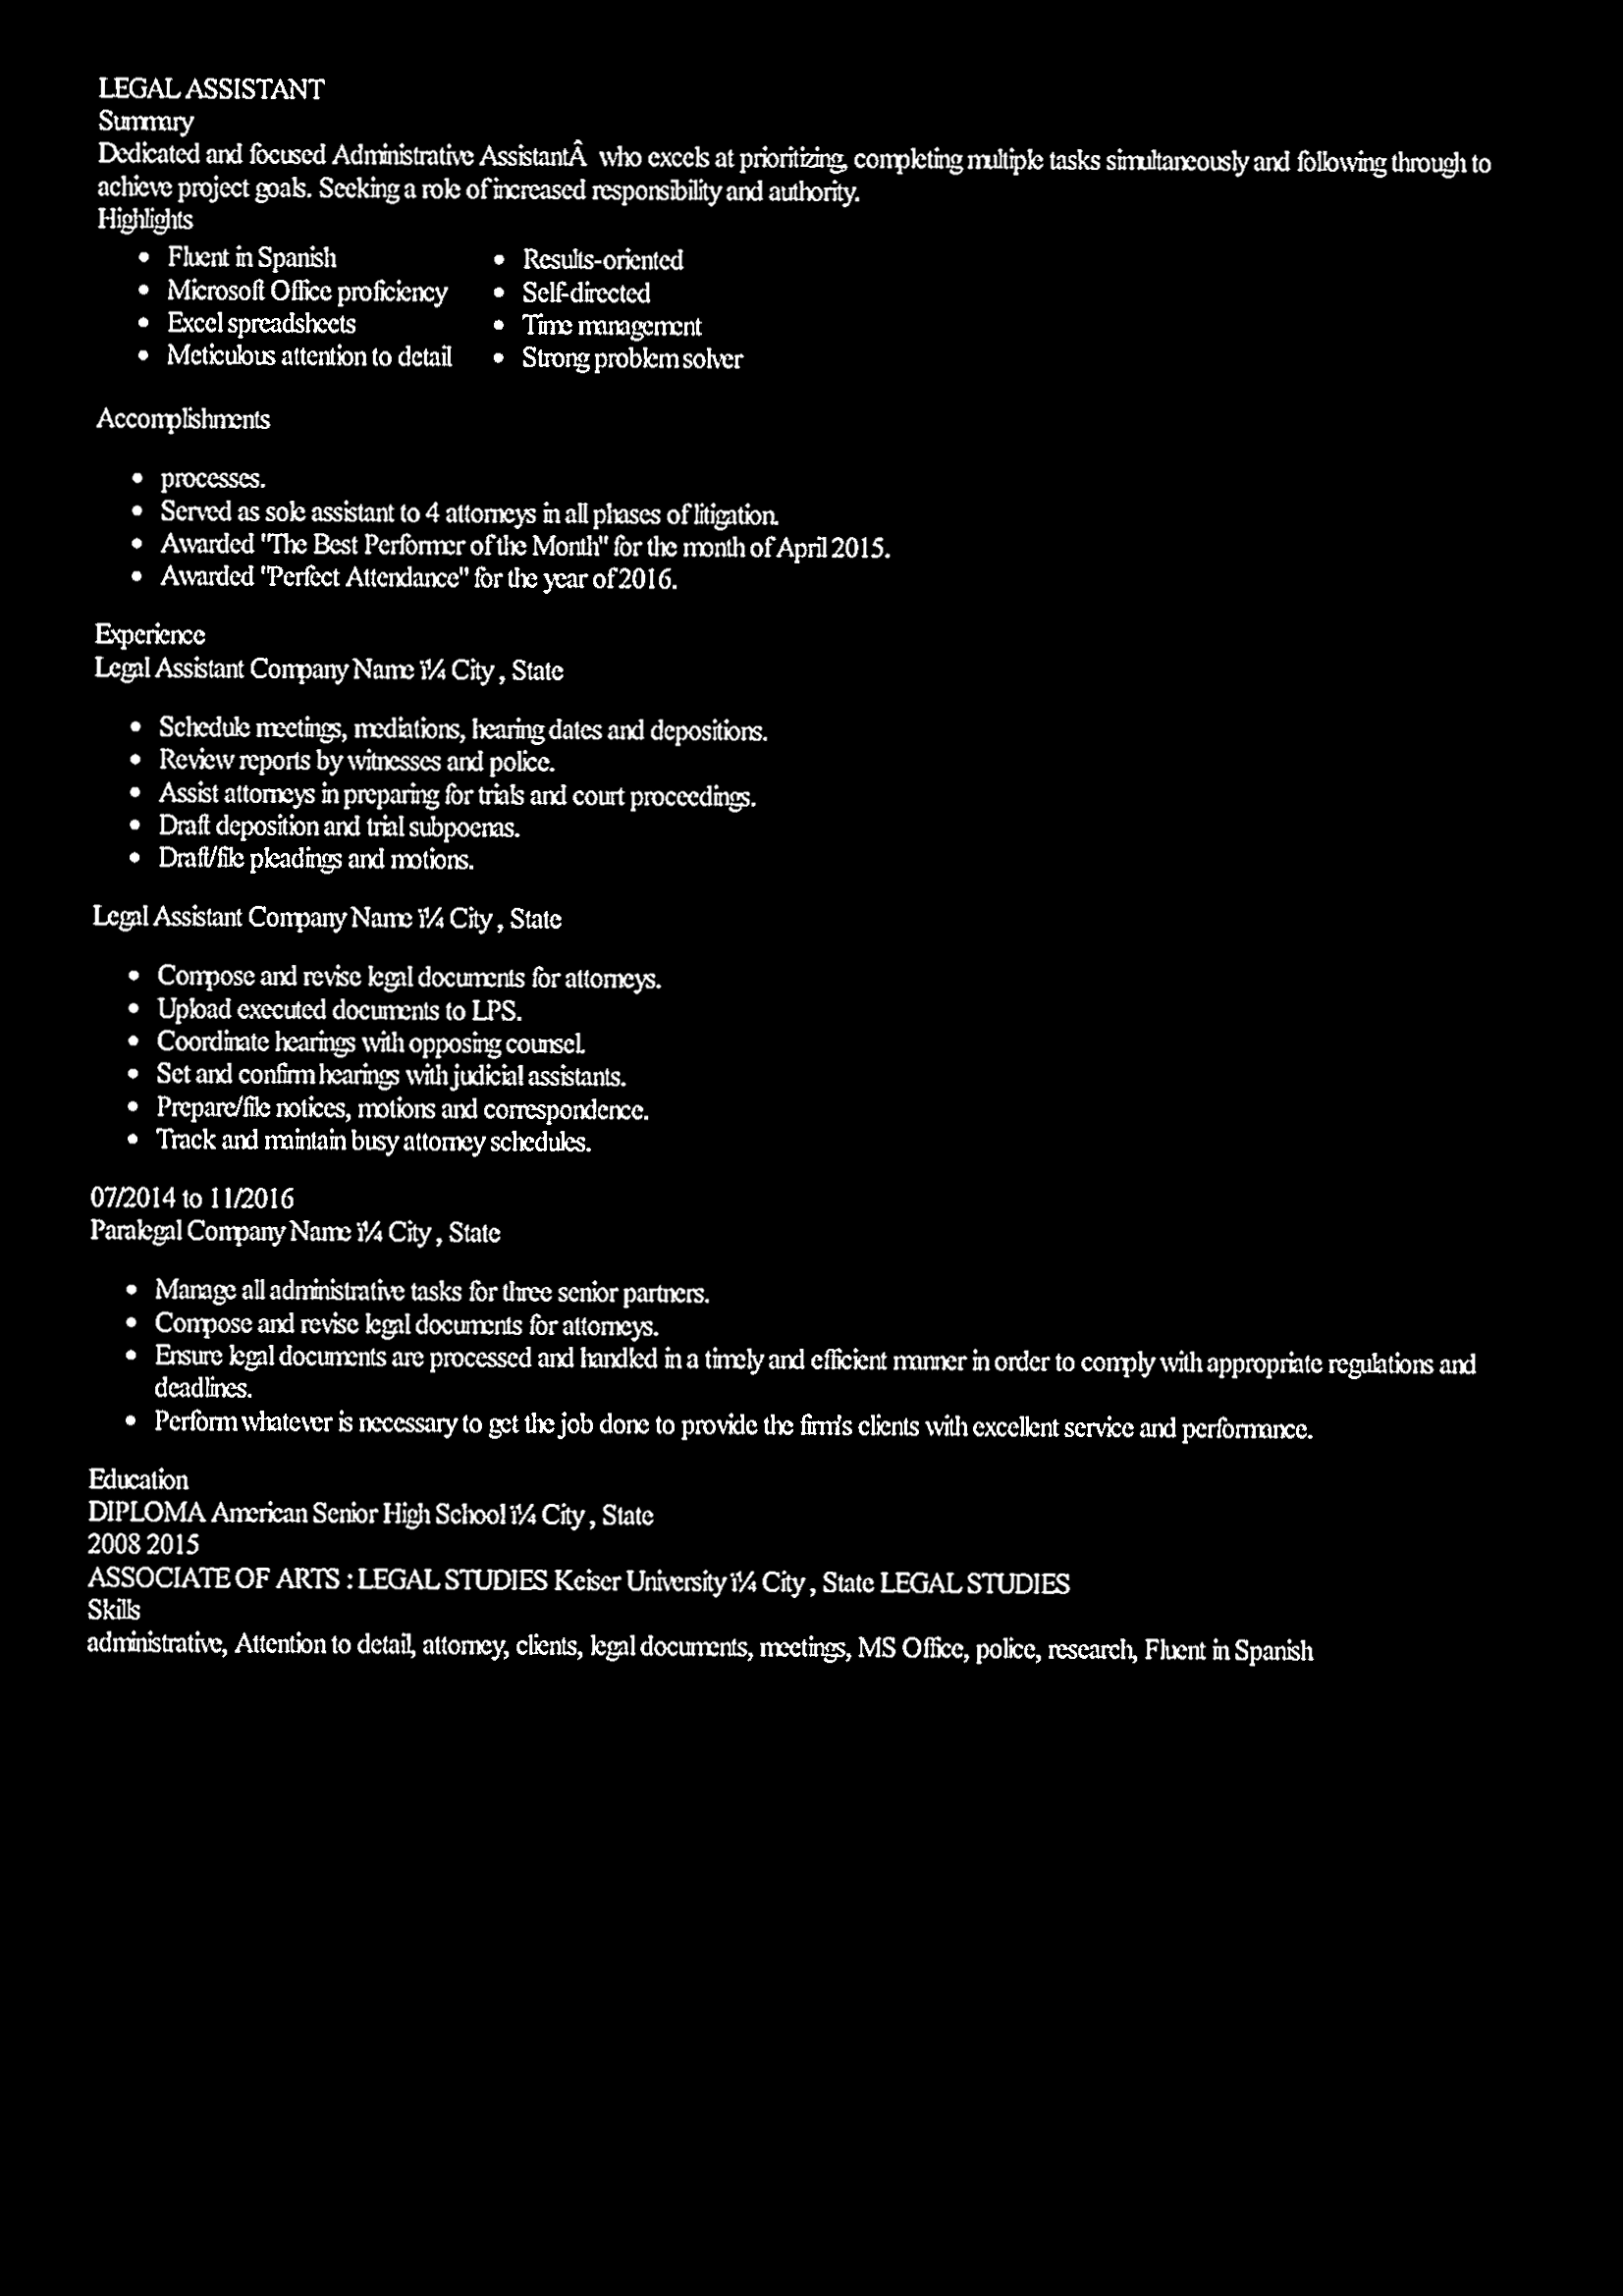 LEGAL ASSISTANT
Summary
Dedicated and focused Administrative AssistantÂ who excels at prioritizing, completing multiple tasks simultaneously and following through to
achieve project goals. Seeking a role of increased responsibility and authority.
Highlights
• Fluent in Spanish
• Microsoft Office proficiency
• Excel spreadsheets
• Meticulous attention to detail
• Results-oriented
• Self-directed
• Time management
• Strong problem solver
Accomplishments
• processes.
• Served as sole assistant to 4 attorneys in all phases of litigation.
• Awarded "The Best Performer of the Month" for the month of April 2015.
• Awarded "Perfect Attendance" for the year of 2016.
Experience
Legal Assistant Company Name ï¼ City , State
• Schedule meetings, mediations, hearing dates and depositions.
• Review reports by witnesses and police.
• Assist attorneys in preparing for trials and court proceedings.
• Draft deposition and trial subpoenas.
• Draft/file pleadings and motions.
Legal Assistant Company Name ï¼ City , State
• Compose and revise legal documents for attorneys.
• Upload executed documents to LPS.
• Coordinate hearings with opposing counsel.
• Set and confirm hearings with judicial assistants.
• Prepare/file notices, motions and correspondence.
• Track and maintain busy attorney schedules.
07/2014 to 11/2016
Paralegal Company Name ï¼ City , State
• Manage all administrative tasks for three senior partners.
• Compose and revise legal documents for attorneys.
• Ensure legal documents are processed and handled in a timely and efficient manner in order to comply with appropriate regulations and
deadlines.
• Perform whatever is necessary to get the job done to provide the firm's clients with excellent service and performance.
Education
DIPLOMA American Senior High School ï¼ City , State
2008 2015
ASSOCIATE OF ARTS : LEGAL STUDIES Keiser University ï¼ City , State LEGAL STUDIES
Skills
administrative, Attention to detail, attorney, clients, legal documents, meetings, MS Office, police, research, Fluent in Spanish